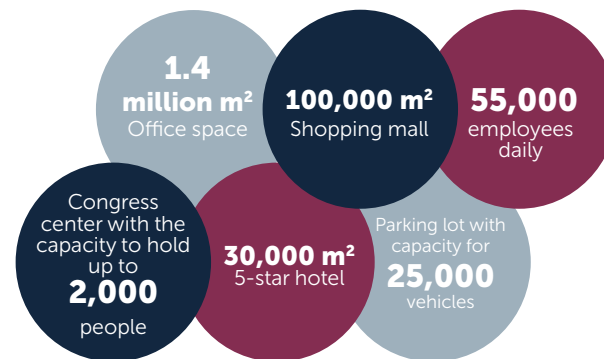 1.4
million m²
Office space
100,000 m²
Shopping mall
55,000
employees
daily
Congress
center with the
capacity to hold
up to
2,000
people
30,000 m²
5-star hotel
Parking lot with
capacity for
25,000
vehicles